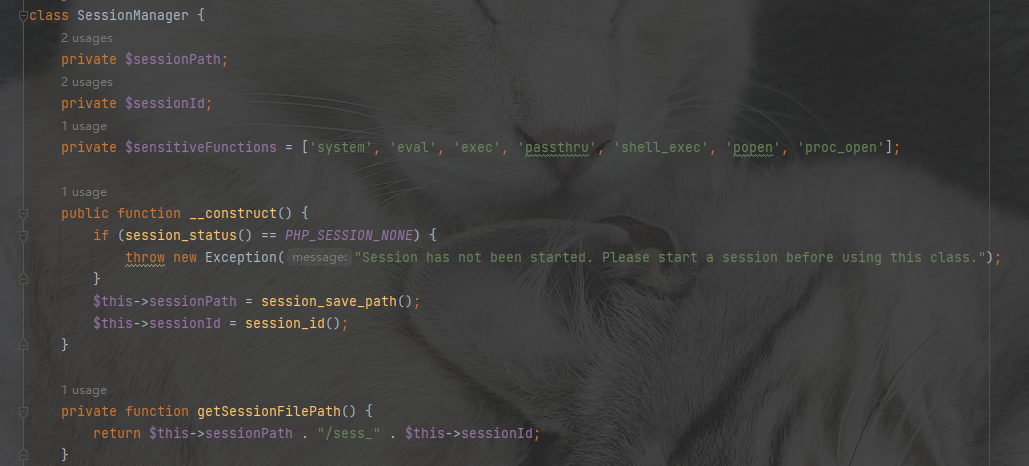 class SessionManager {
2 usages
private $sessionPath;
2 usages
private $sessionId;
1 usage
private $sensitiveFunctions = ['system', 'eval', 'exec', 'passthru', 'shell_exec', 'popen', 'proc_open'];
1 usage
public function __construct() {
if (session_status() == PHP_SESSION_NONE) {
throw new Exception( message: "Session has not been started. Please start a session before using this class.");
}
$this->sessionPath = session_save_path();
$this->sessionId = session_id();
}
1 usage
private function getSessionFilePath() {
return $this->sessionPath . "/sess_" . $this->sessionId;
}